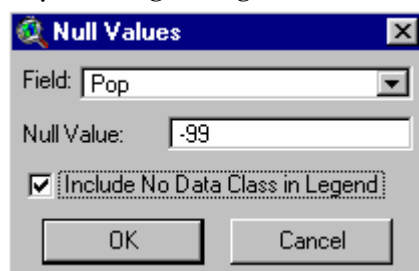 Null Values
Field: Pop
Null Value: -99
Include No Data Class in Legend
OK Cancel